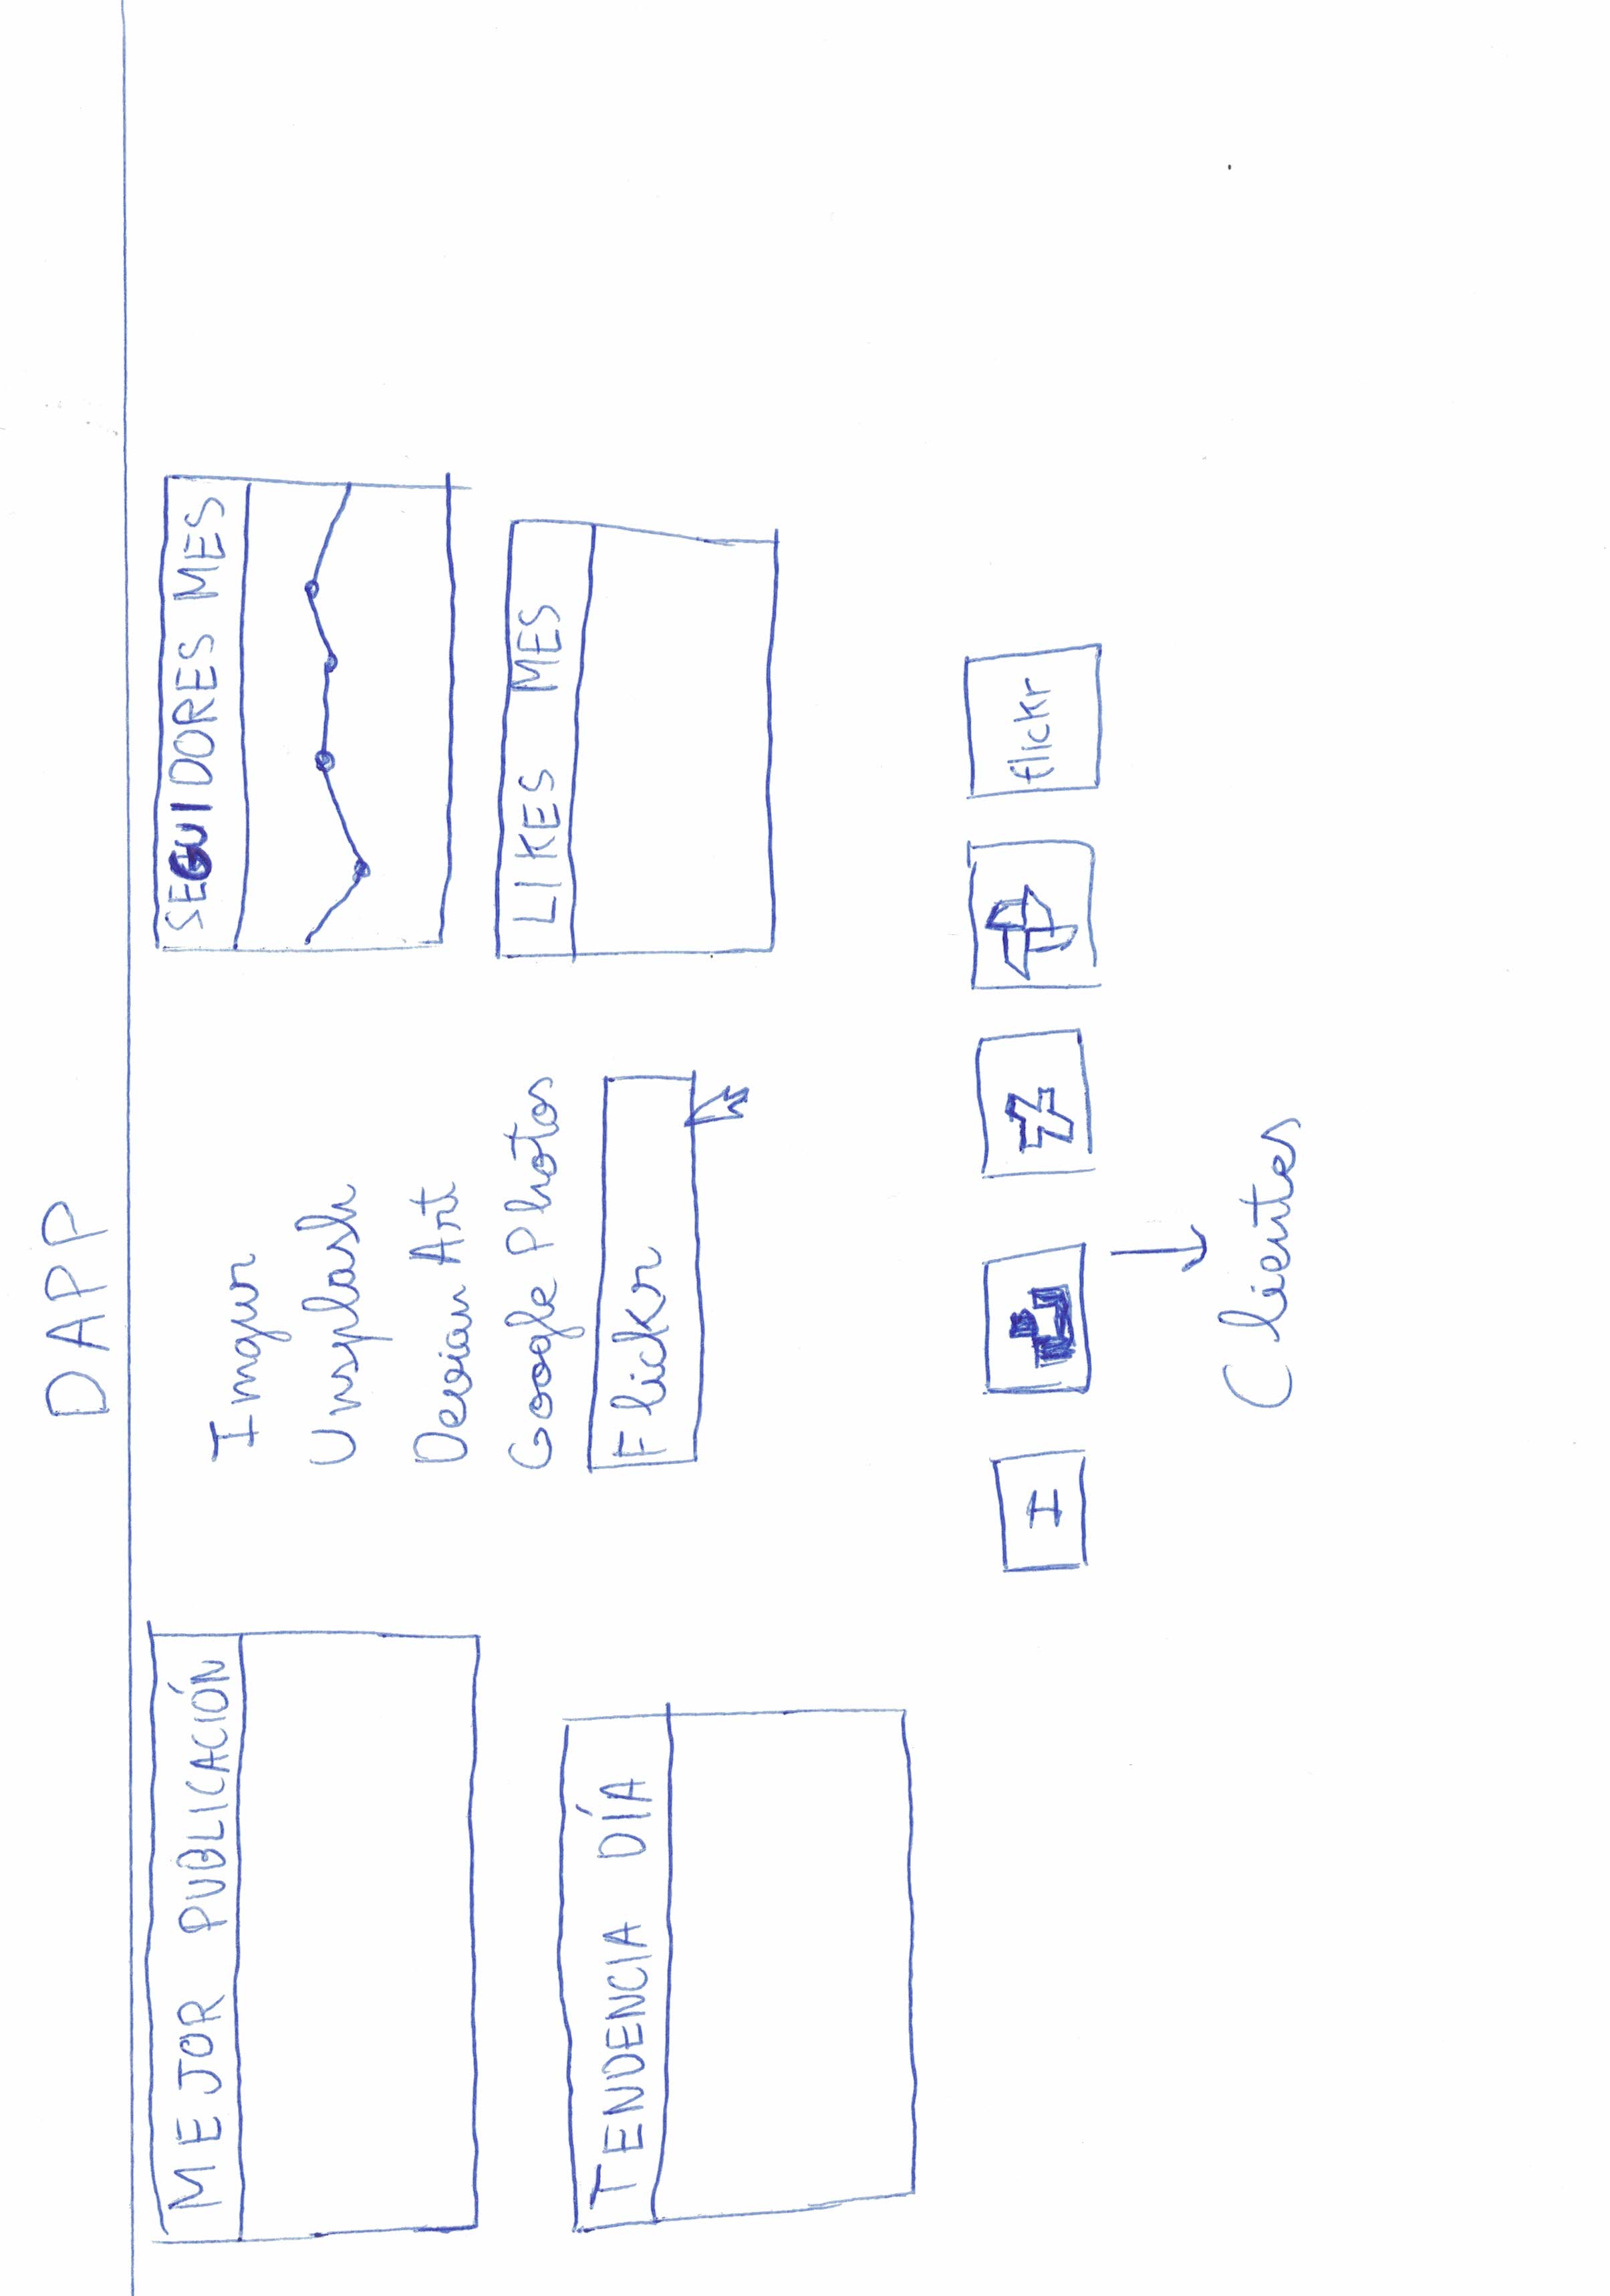 DAPP
MEJOR PUBLICACIÓN
Imgur
Unsplash
Devian Art
Google Photos
Flickr
SEGUIDORES MES
LIKES MES
TENDENCIA DÍA
I
flickr
Clientes